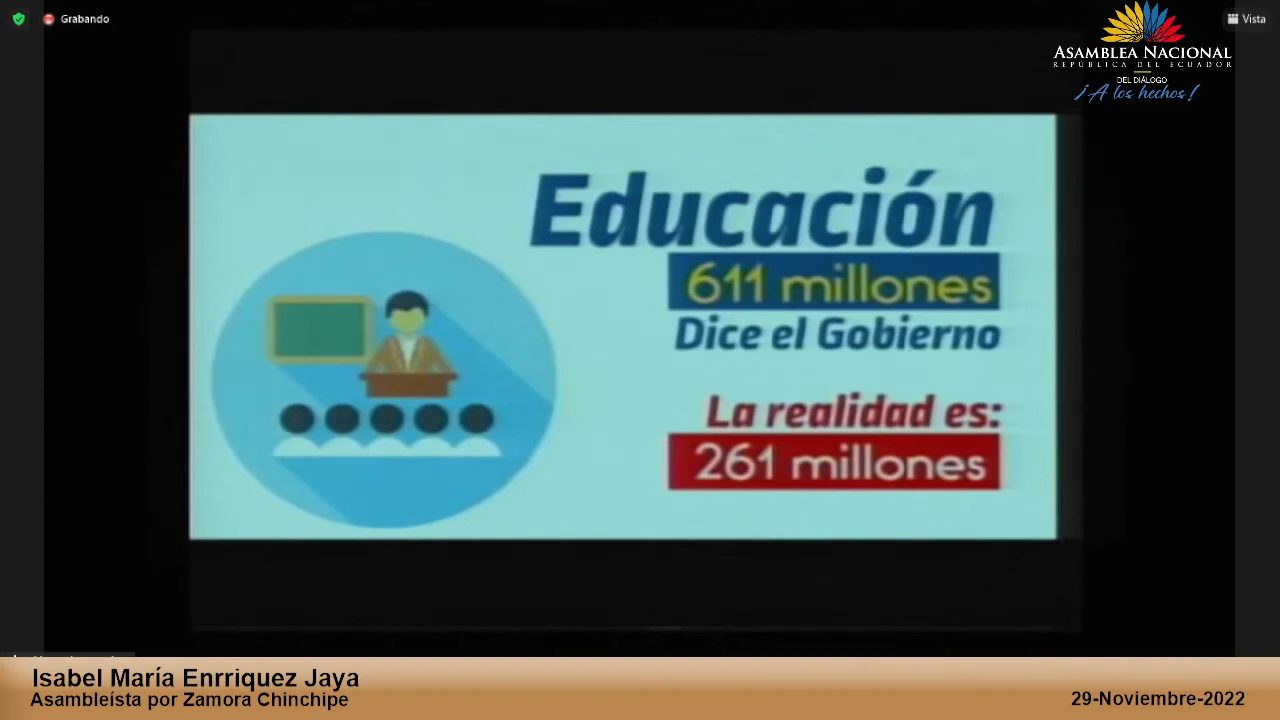 Grabando
Vista
ASAMBLEA NACIONAL
REPÚBLICA DEL ECUADOR
DEL DIÁLOGO
¡A los hechos!
Educación
611 millones
Dice el Gobierno
La realidad es:
261 millones
Isabel María Enrriquez Jaya
Asambleísta por Zamora Chinchipe
29-Noviembre-2022